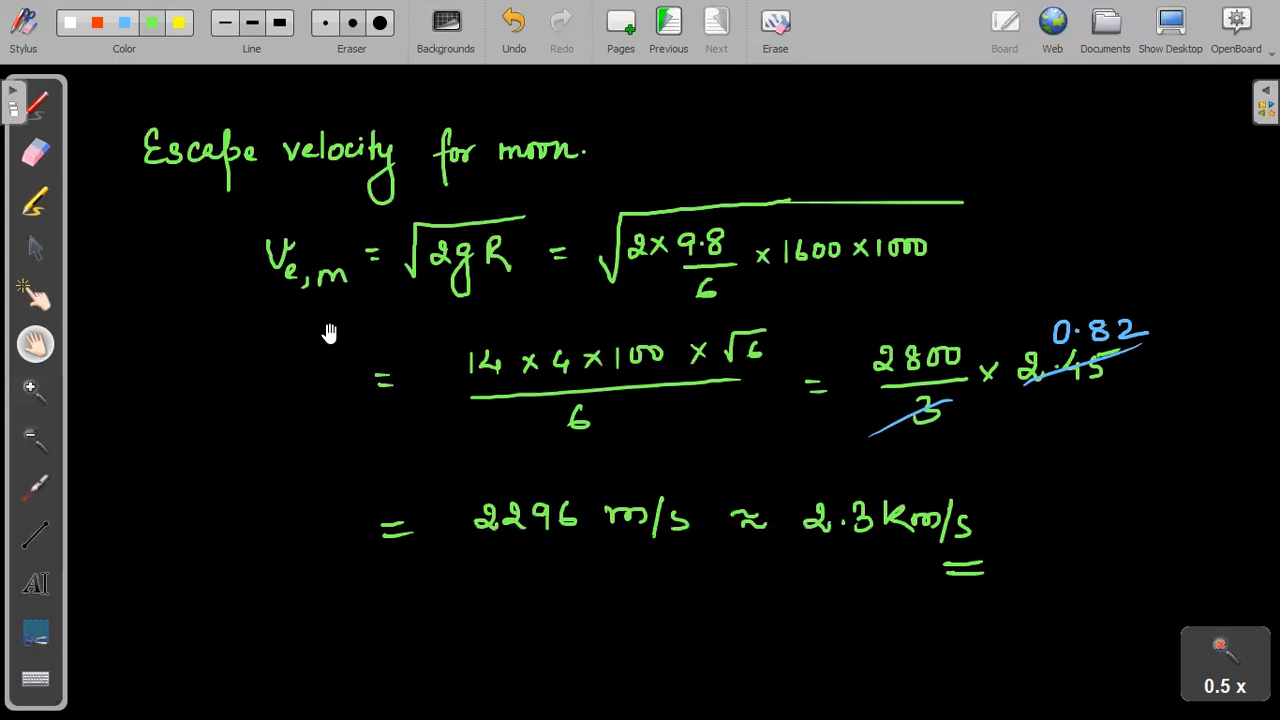 Stylus Color Line Eraser Backgrounds Undo Redo Pages Previous Next Erase Board Web Documents Show Desktop OpenBoard
Escape velocity for moon.
V_e,m = √(2gR) = √(2 × 9.8/6 × 1600 × 1000)
= (14 × 4 × 100 × √6)/6 = 2800/3 × 2.45 0.82
= 2296 m/s ≈ 2.3 Km/s
0.5 x